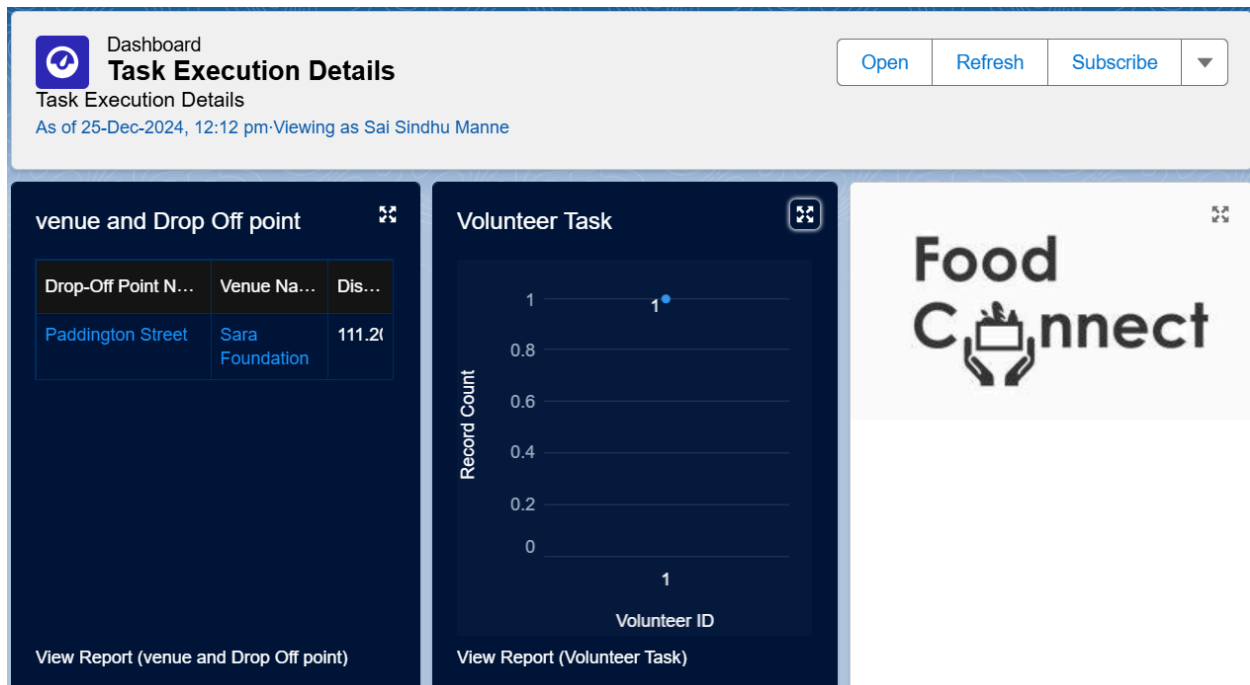 Dashboard
Task Execution Details
Task Execution Details
As of 25-Dec-2024, 12:12 pm·Viewing as Sai Sindhu Manne
Open
Refresh
Subscribe
venue and Drop Off point
Drop-Off Point N... Venue Na... Dis...
Paddington Street Sara 111.20
Foundation
View Report (venue and Drop Off point)
Volunteer Task
Record Count
1
0.8
0.6
0.4
0.2
0
1
1
Volunteer ID
View Report (Volunteer Task)
Food
Connect